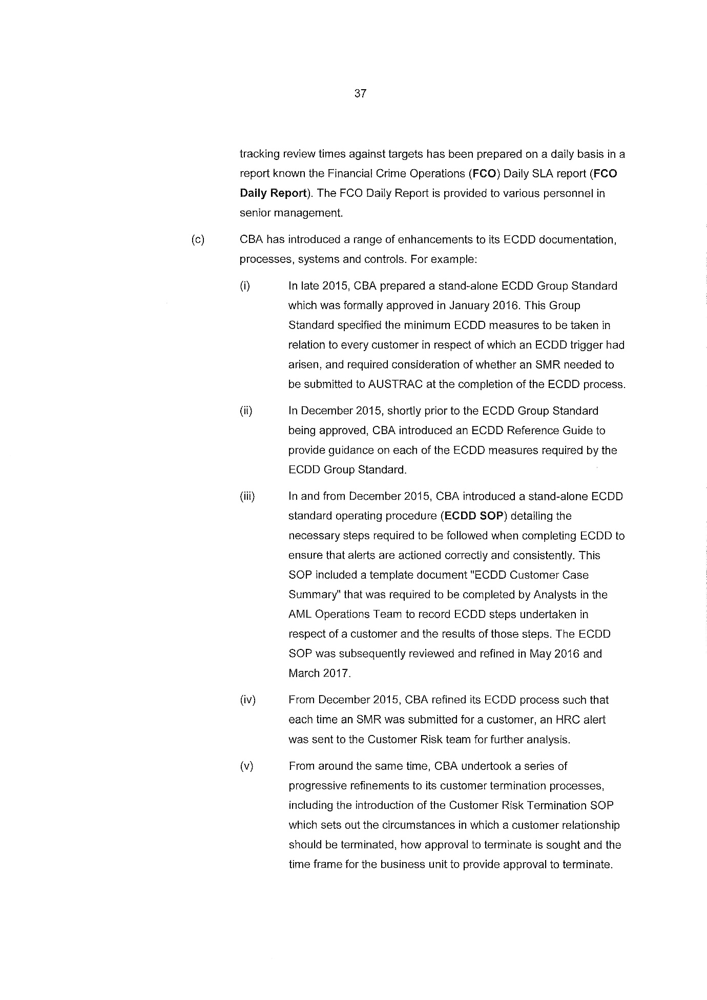 37
tracking review times against targets has been prepared on a daily basis in a
report known the Financial Crime Operations (FCO) Daily SLA report (FCO
Daily Report). The FCO Daily Report is provided to various personnel in
senior management.
(c) CBA has introduced a range of enhancements to its ECDD documentation,
processes, systems and controls. For example:
(i) In late 2015, CBA prepared a stand-alone ECDD Group Standard
which was formally approved in January 2016. This Group
Standard specified the minimum ECDD measures to be taken in
relation to every customer in respect of which an ECDD trigger had
arisen, and required consideration of whether an SMR needed to
be submitted to AUSTRAC at the completion of the ECDD process.
(ii) In December 2015, shortly prior to the ECDD Group Standard
being approved, CBA introduced an ECDD Reference Guide to
provide guidance on each of the ECDD measures required by the
ECDD Group Standard.
(iii) In and from December 2015, CBA introduced a stand-alone ECDD
standard operating procedure (ECDD SOP) detailing the
necessary steps required to be followed when completing ECDD to
ensure that alerts are actioned correctly and consistently. This
SOP included a template document "ECDD Customer Case
Summary" that was required to be completed by Analysts in the
AML Operations Team to record ECDD steps undertaken in
respect of a customer and the results of those steps. The ECDD
SOP was subsequently reviewed and refined in May 2016 and
March 2017.
(iv) From December 2015, CBA refined its ECDD process such that
each time an SMR was submitted for a customer, an HRC alert
was sent to the Customer Risk team for further analysis.
(v) From around the same time, CBA undertook a series of
progressive refinements to its customer termination processes,
including the introduction of the Customer Risk Termination SOP
which sets out the circumstances in which a customer relationship
should be terminated, how approval to terminate is sought and the
time frame for the business unit to provide approval to terminate.